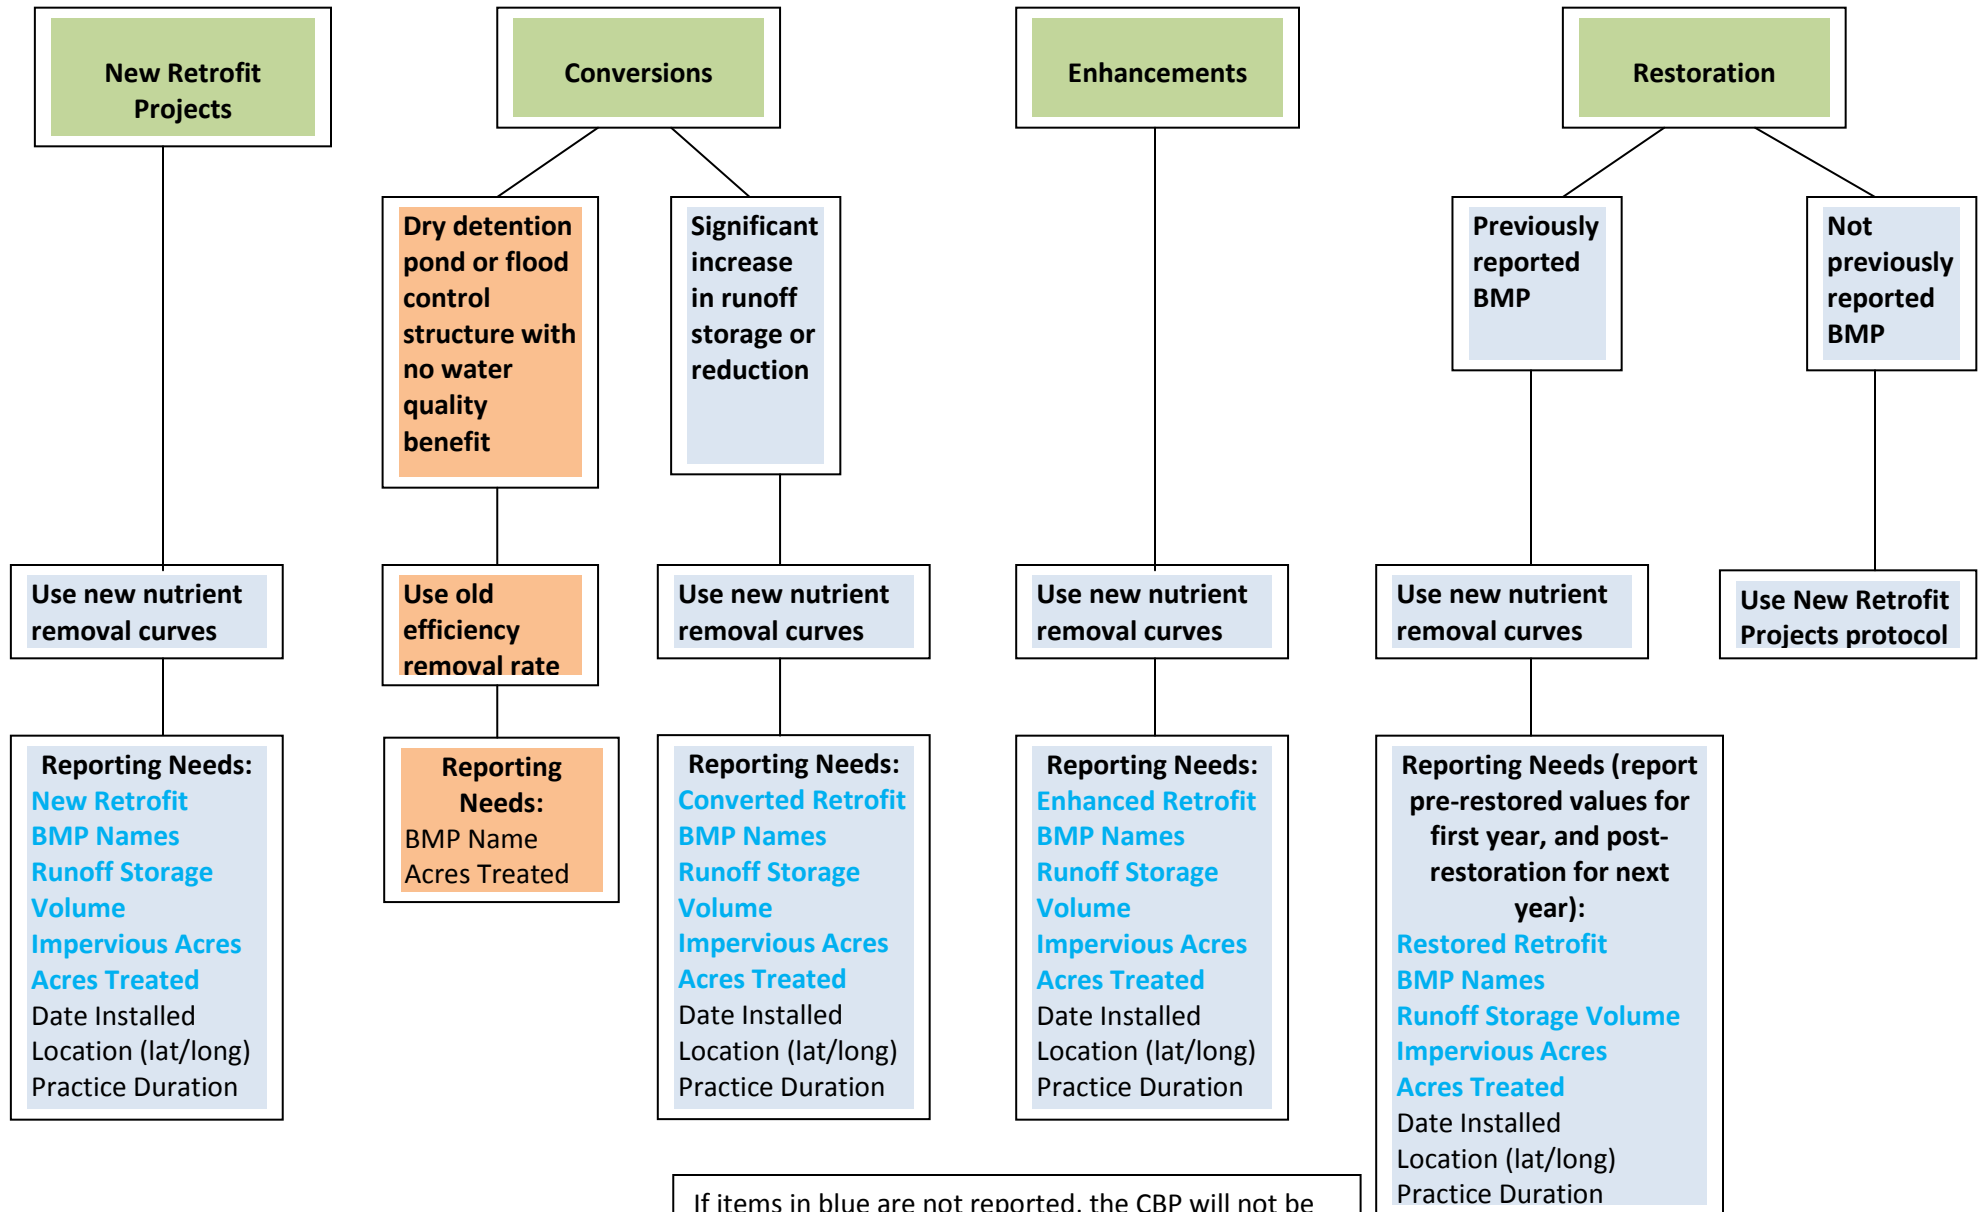 New Retrofit
Projects
Conversions
Enhancements
Restoration
Dry detention
pond or flood
control
structure with
no water
quality
benefit
Significant
increase
in runoff
storage or
reduction
Previously
reported
BMP
Not
previously
reported
BMP
Use new nutrient
removal curves
Use old
efficiency
removal rate
Use new nutrient
removal curves
Use new nutrient
removal curves
Use new nutrient
removal curves
Use New Retrofit
Projects protocol
Reporting Needs:
New Retrofit
BMP Names
Runoff Storage
Volume
Impervious Acres
Acres Treated
Date Installed
Location (lat/long)
Practice Duration
Reporting
Needs:
BMP Name
Acres Treated
Reporting Needs:
Converted Retrofit
BMP Names
Runoff Storage
Volume
Impervious Acres
Acres Treated
Date Installed
Location (lat/long)
Practice Duration
Reporting Needs:
Enhanced Retrofit
BMP Names
Runoff Storage
Volume
Impervious Acres
Acres Treated
Date Installed
Location (lat/long)
Practice Duration
Reporting Needs (report
pre-restored values for
first year, and post-
restoration for next
year):
Restored Retrofit
BMP Names
Runoff Storage Volume
Impervious Acres
Acres Treated
Date Installed
Location (lat/long)
Practice Duration
If items in blue are not reported, the CBP will not be